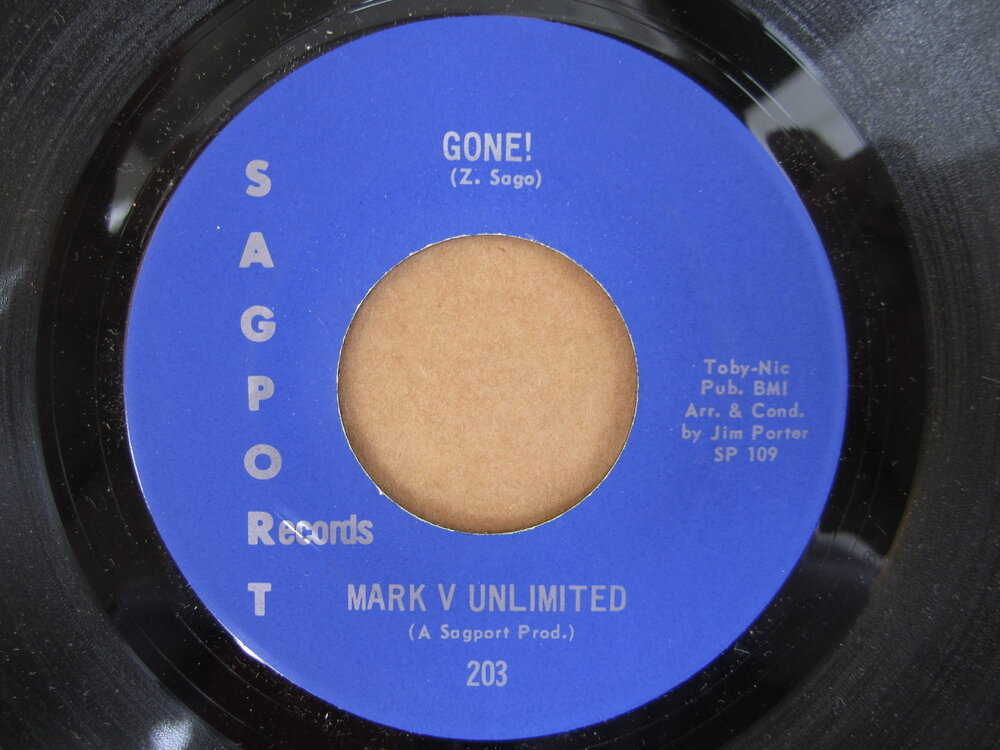 GONE!
(Z. Sago)
SAGPORT
Records
Toby-Nic
Pub. BMI
Arr. & Cond.
by Jim Porter
SP 109
MARK V UNLIMITED
(A Sagport Prod.)
203